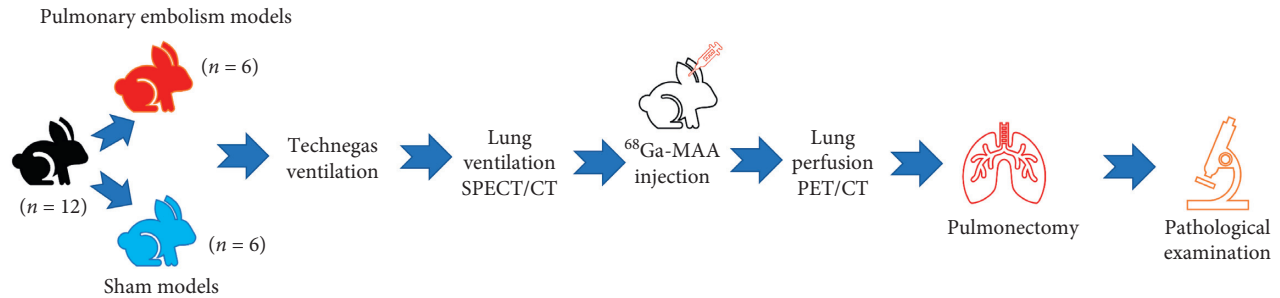 Pulmonary embolism models
(n = 6)
(n = 12)
(n = 6)
Sham models
Technegas
ventilation
Lung
ventilation
SPECT/CT
⁶⁸Ga-MAA
injection
Lung
perfusion
PET/CT
Pulmonectomy
Pathological
examination